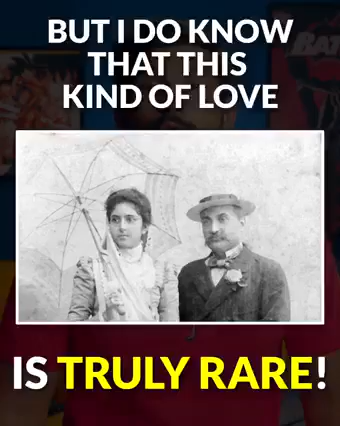 BUT I DO KNOW
THAT THIS
KIND OF LOVE
IS TRULY RARE!